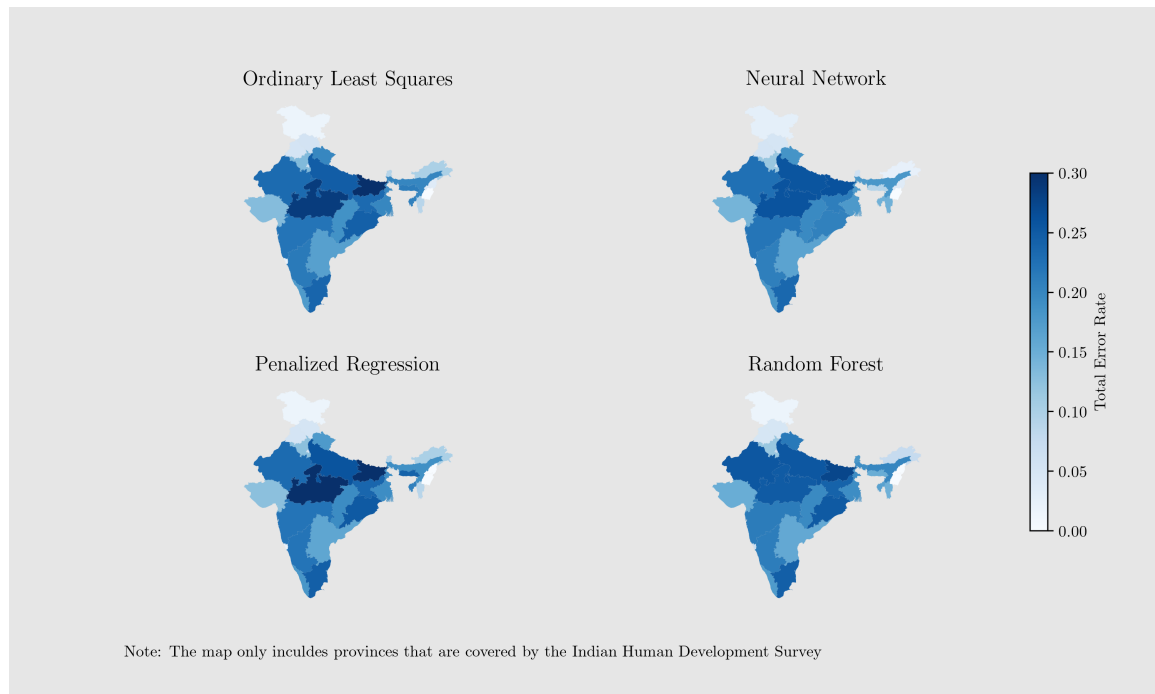 Ordinary Least Squares
Neural Network
0.30
0.25
0.20
0.15
0.10
0.05
0.00
Total Error Rate
Penalized Regression
Random Forest
Note: The map only inculdes provinces that are covered by the Indian Human Development Survey